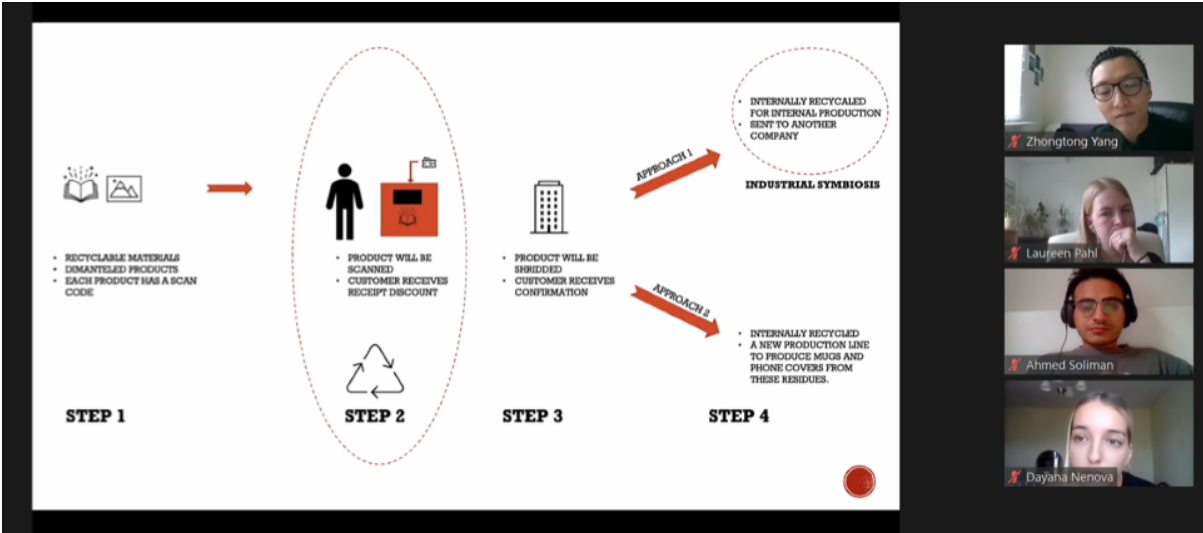 RECYCLABLE MATERIALS
DIMANTELED PRODUCTS
EACH PRODUCT HAS A SCAN
CODE
STEP 1
PRODUCT WILL BE
SCANNED
CUSTOMER RECEIVES
RECEIPT DISCOUNT
STEP 2
PRODUCT WILL BE
SHRIDDED
CUSTOMER RECEIVES
CONFIRMATION
STEP 3
APPROACH 1
INTERNALLY RECYCALED
FOR INTERNAL PRODUCTION
SENT TO ANOTHER
COMPANY
INDUSTRIAL SYMBIOSIS
APPROACH 2
INTERNALLY RECYCLED
A NEW PRODUCTION LINE
TO PRODUCE MUGS AND
PHONE COVERS FROM
THESE RESIDUES.
STEP 4
Zhongtong Yang
Laureen Pahl
Ahmed Soliman
Dayana Nenova